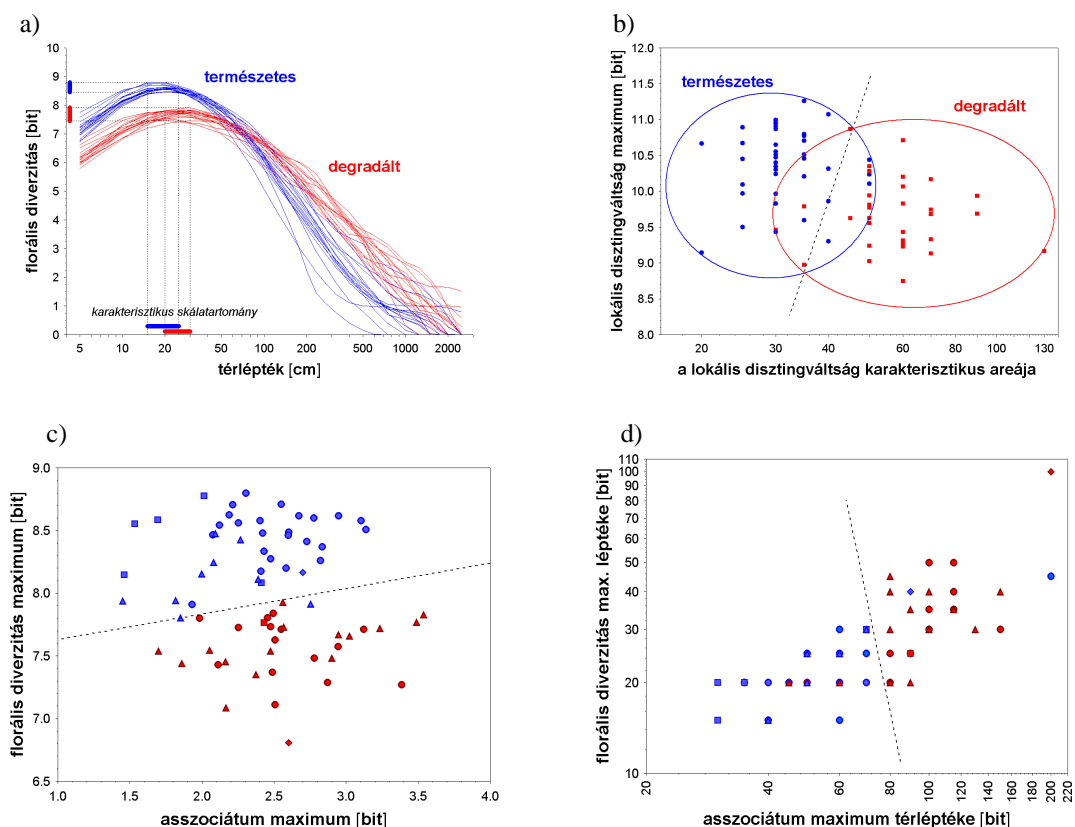 a)
florális diverzitás [bit]
10
9
8
7
6
5
4
3
2
1
0
természetes
degradált
karakterisztikus skálatartomány
5 10 20 50 100 200 500 1000 2000
térlépték [cm]
b)
lokális disztingváltság maximum [bit]
12.0
11.5
11.0
10.5
10.0
9.5
9.0
8.5
8.0
természetes
degradált
20 30 40 60 80 100 130
a lokális disztingváltság karakterisztikus areája
c)
florális diverzitás maximum [bit]
9.0
8.5
8.0
7.5
7.0
6.5
1.0 1.5 2.0 2.5 3.0 3.5 4.0
asszociátum maximum [bit]
d)
florális diverzitás max. léptéke [bit]
110
100
90
80
70
60
50
40
30
20
10
20 40 60 80 100 120 140 160 180 200 220
asszociátum maximum térléptéke [bit]